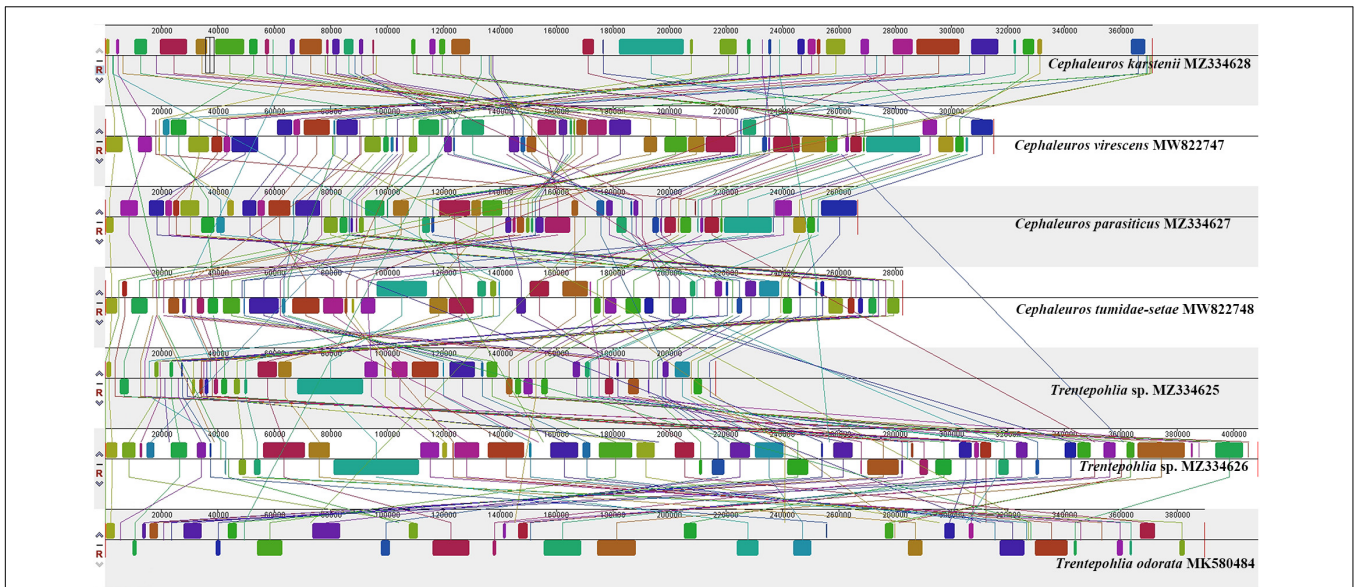 20000 40000 60000 80000 100000 120000 140000 160000 180000 200000 220000 240000 260000 280000 300000 320000 340000 360000
R
Cephaleuros karstenii MZ334628
20000 40000 60000 80000 100000 120000 140000 160000 180000 200000 220000 240000 260000 280000 300000
R
Cephaleuros virescens MW822747
20000 40000 60000 80000 100000 120000 140000 160000 180000 200000 220000 240000 260000
R
Cephaleuros parasiticus MZ334627
20000 40000 60000 80000 100000 120000 140000 160000 180000 200000 220000 240000 260000 280000
R
Cephaleuros tumidae-setae MW822748
20000 40000 60000 80000 100000 120000 140000 160000 180000 200000
R
Trentepohlia sp. MZ334625
20000 40000 60000 80000 100000 120000 140000 160000 180000 200000 220000 240000 260000 280000 300000 320000 340000 360000 380000 400000
R
Trentepohlia sp. MZ334626
20000 40000 60000 80000 100000 120000 140000 160000 180000 200000 220000 240000 260000 280000 300000 320000 340000 360000 380000
R
Trentepohlia odorata MK580484